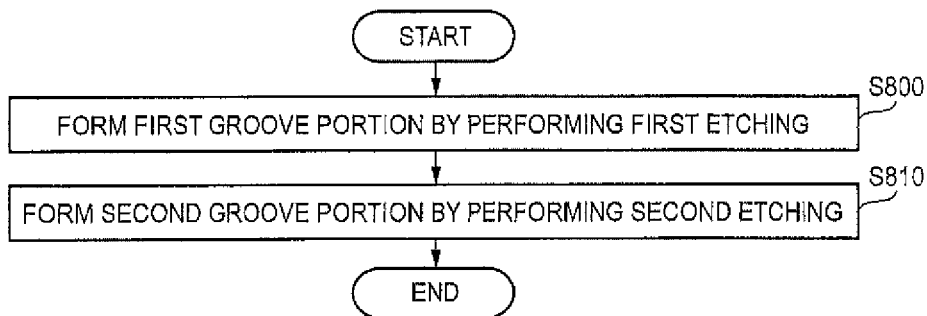 START
S800
FORM FIRST GROOVE PORTION BY PERFORMING FIRST ETCHING
S810
FORM SECOND GROOVE PORTION BY PERFORMING SECOND ETCHING
END